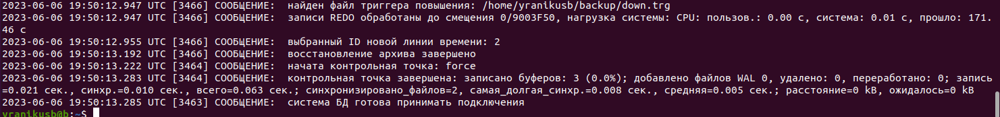 2023-06-06 19:50:12.947 UTC [3466] СООБЩЕНИЕ:  найден файл триггера повышения: /home/yranikusb/backup/down.trg
2023-06-06 19:50:12.947 UTC [3466] СООБЩЕНИЕ:  записи REDO обработаны до смещения 0/9003F50, нагрузка системы: CPU: пользов.: 0.00 с, система: 0.01 с, прошло: 171.
46 с
2023-06-06 19:50:12.955 UTC [3466] СООБЩЕНИЕ:  выбранный ID новой линии времени: 2
2023-06-06 19:50:13.192 UTC [3466] СООБЩЕНИЕ:  восстановление архива завершено
2023-06-06 19:50:13.222 UTC [3464] СООБЩЕНИЕ:  начата контрольная точка: force
2023-06-06 19:50:13.283 UTC [3464] СООБЩЕНИЕ:  контрольная точка завершена: записано буферов: 3 (0.0%); добавлено файлов WAL 0, удалено: 0, переработано: 0; запись
=0.021 сек., синхр.=0.010 сек., всего=0.063 сек.; синхронизировано_файлов=2, самая_долгая_синхр.=0.008 сек., средняя=0.005 сек.; расстояние=0 kB, ожидалось=0 kB
2023-06-06 19:50:13.285 UTC [3463] СООБЩЕНИЕ:  система БД готова принимать подключения
yranikusb@b:~$